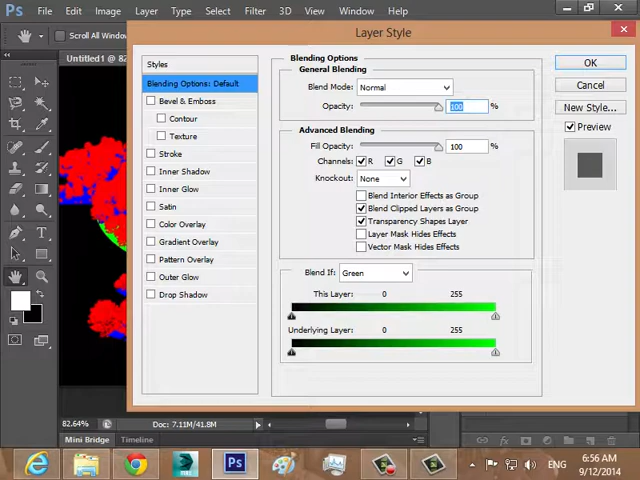 Ps File Edit Image Layer Type Select Filter 3D View Window
Scroll All Windows
Untitled1 @
Layer Style
Styles
Blending Options: Default
Bevel & Emboss
Contour
Texture
Stroke
Inner Shadow
Inner Glow
Satin
Color Overlay
Gradient Overlay
Pattern Overlay
Outer Glow
Drop Shadow
Blending Options
General Blending
Blend Mode: Normal
Opacity: 100 %
Advanced Blending
Fill Opacity: 100 %
Channels: R G B
Knockout: None
Blend Interior Effects as Group
Blend Clipped Layers as Group
Transparency Shapes Layer
Layer Mask Hides Effects
Vector Mask Hides Effects
Blend If: Green
This Layer: 0 255
Underlying Layer: 0 255
OK
Cancel
New Style...
Preview
82.64% Doc: 7.11M/41.8M
Mini Bridge Timeline
Ps
ENG
6:56 AM
9/12/2014